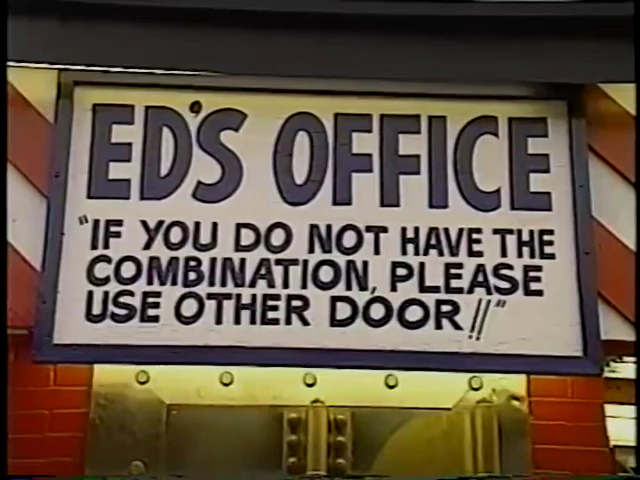 ED'S OFFICE
"IF YOU DO NOT HAVE THE
COMBINATION, PLEASE
USE OTHER DOOR!!"